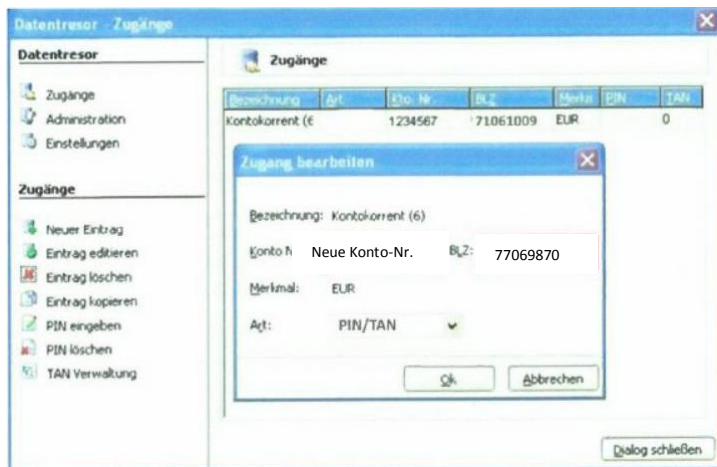 Datentresor - Zugänge
Datentresor
Zugänge
Administration
Einstellungen
Zugänge
Neuer Eintrag
Eintrag editieren
Eintrag löschen
Eintrag kopieren
PIN eingeben
PIN löschen
TAN Verwaltung
Zugänge
Bezeichnung Art Kto. Nr. BLZ Merkm PIN TAN
Kontokorrent (6 1234567 71061009 EUR 0
Zugang bearbeiten
Bezeichnung: Kontokorrent (6)
Konto N Neue Konto-Nr. BLZ: 77069870
Merkmal: EUR
Art: PIN/TAN
Ok Abbrechen
Dialog schließen